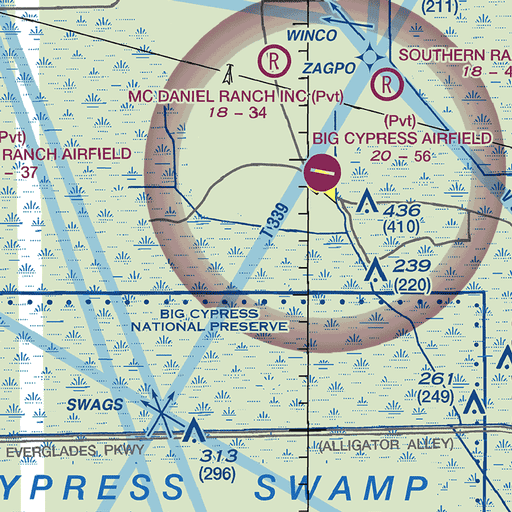 (211)
WINCO
SOUTHERN RA
18 - 4
ZAGPO
R
R
MC DANIEL RANCH INC (Pvt)
18 - 34
(Pvt)
BIG CYPRESS AIRFIELD
20 - 56
Pvt)
RANCH AIRFIELD
- 37
436
(410)
T 339
239
(220)
BIG CYPRESS
NATIONAL PRESERVE
261
(249)
SWAGS
EVERGLADES PKWY
(ALLIGATOR ALLEY)
313
(296)
YPRESS SWAMP